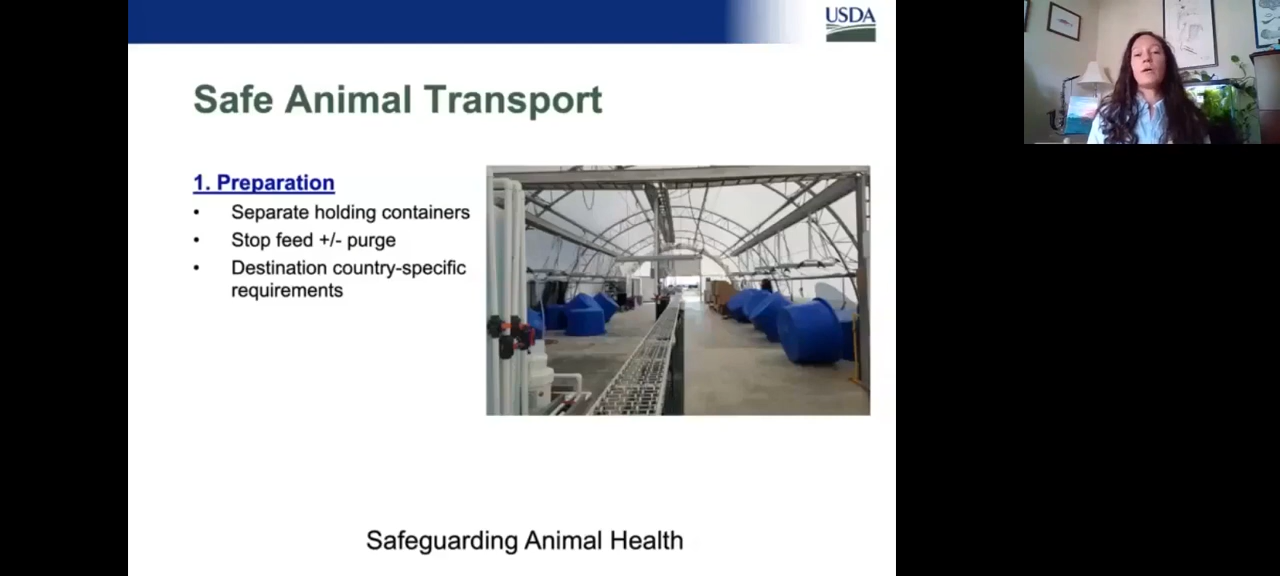 USDA
Safe Animal Transport
1. Preparation
• Separate holding containers
• Stop feed +/- purge
• Destination country-specific
requirements
Safeguarding Animal Health